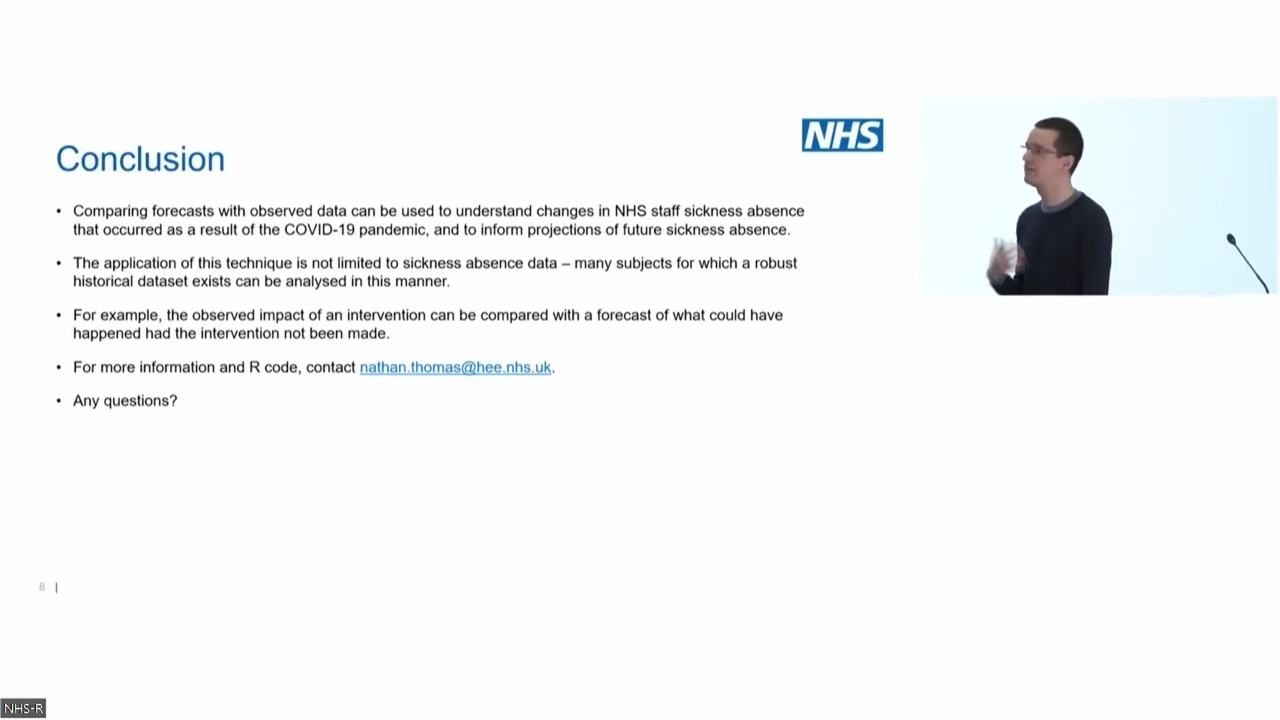 NHS
Conclusion
• Comparing forecasts with observed data can be used to understand changes in NHS staff sickness absence
that occurred as a result of the COVID-19 pandemic, and to inform projections of future sickness absence.
• The application of this technique is not limited to sickness absence data – many subjects for which a robust
historical dataset exists can be analysed in this manner.
• For example, the observed impact of an intervention can be compared with a forecast of what could have
happened had the intervention not been made.
• For more information and R code, contact nathan.thomas@hee.nhs.uk.
• Any questions?
8 |
NHS-R